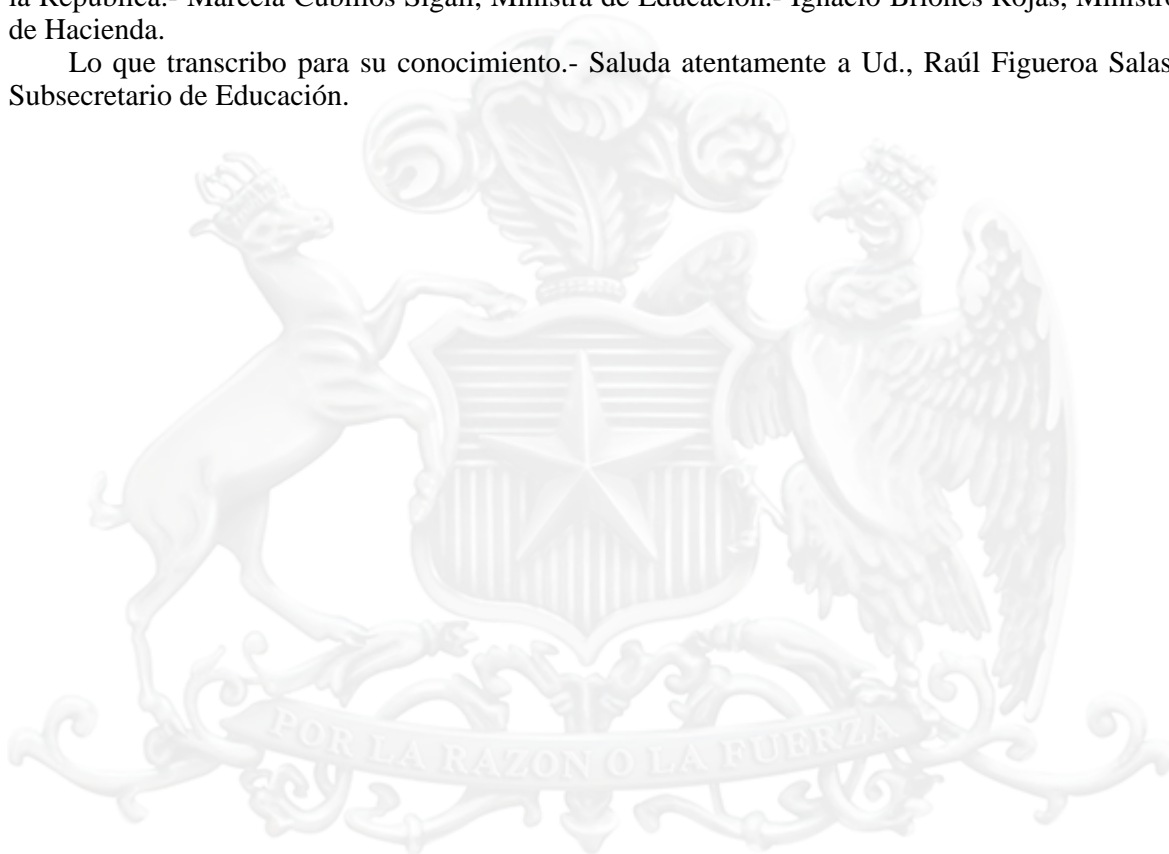 la República.- Marcela Cubillos Sigall, Ministra de Educación.- Ignacio Briones Rojas, Ministro
de Hacienda.
Lo que transcribo para su conocimiento.- Saluda atentamente a Ud., Raúl Figueroa Salas
Subsecretario de Educación.
POR LA RAZON O LA FUERZA